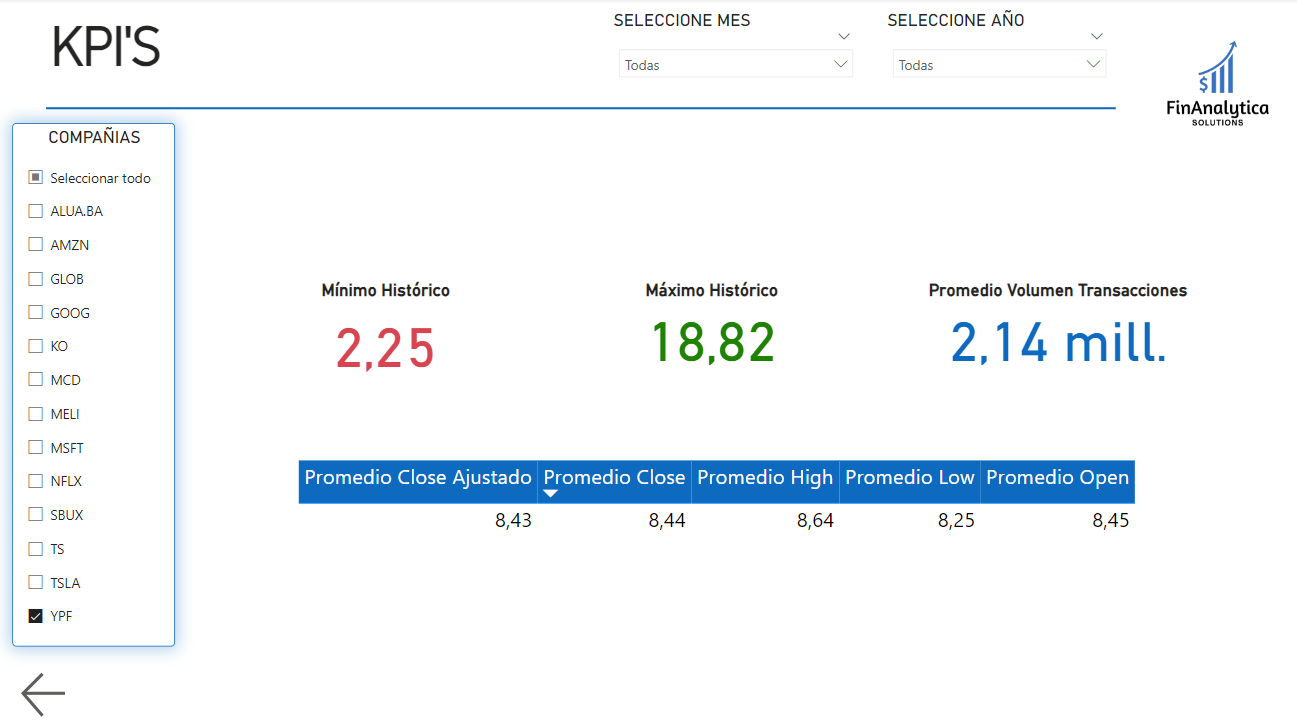 KPI'S
SELECCIONE MES
Todas
SELECCIONE AÑO
Todas
$
FinAnalytica
SOLUTIONS
COMPAÑIAS
Seleccionar todo
ALUA.BA
AMZN
GLOB
GOOG
KO
MCD
MELI
MSFT
NFLX
SBUX
TS
TSLA
YPF
Mínimo Histórico
2,25
Máximo Histórico
18,82
Promedio Volumen Transacciones
2,14 mill.
Promedio Close Ajustado Promedio Close Promedio High Promedio Low Promedio Open
8,43 8,44 8,64 8,25 8,45